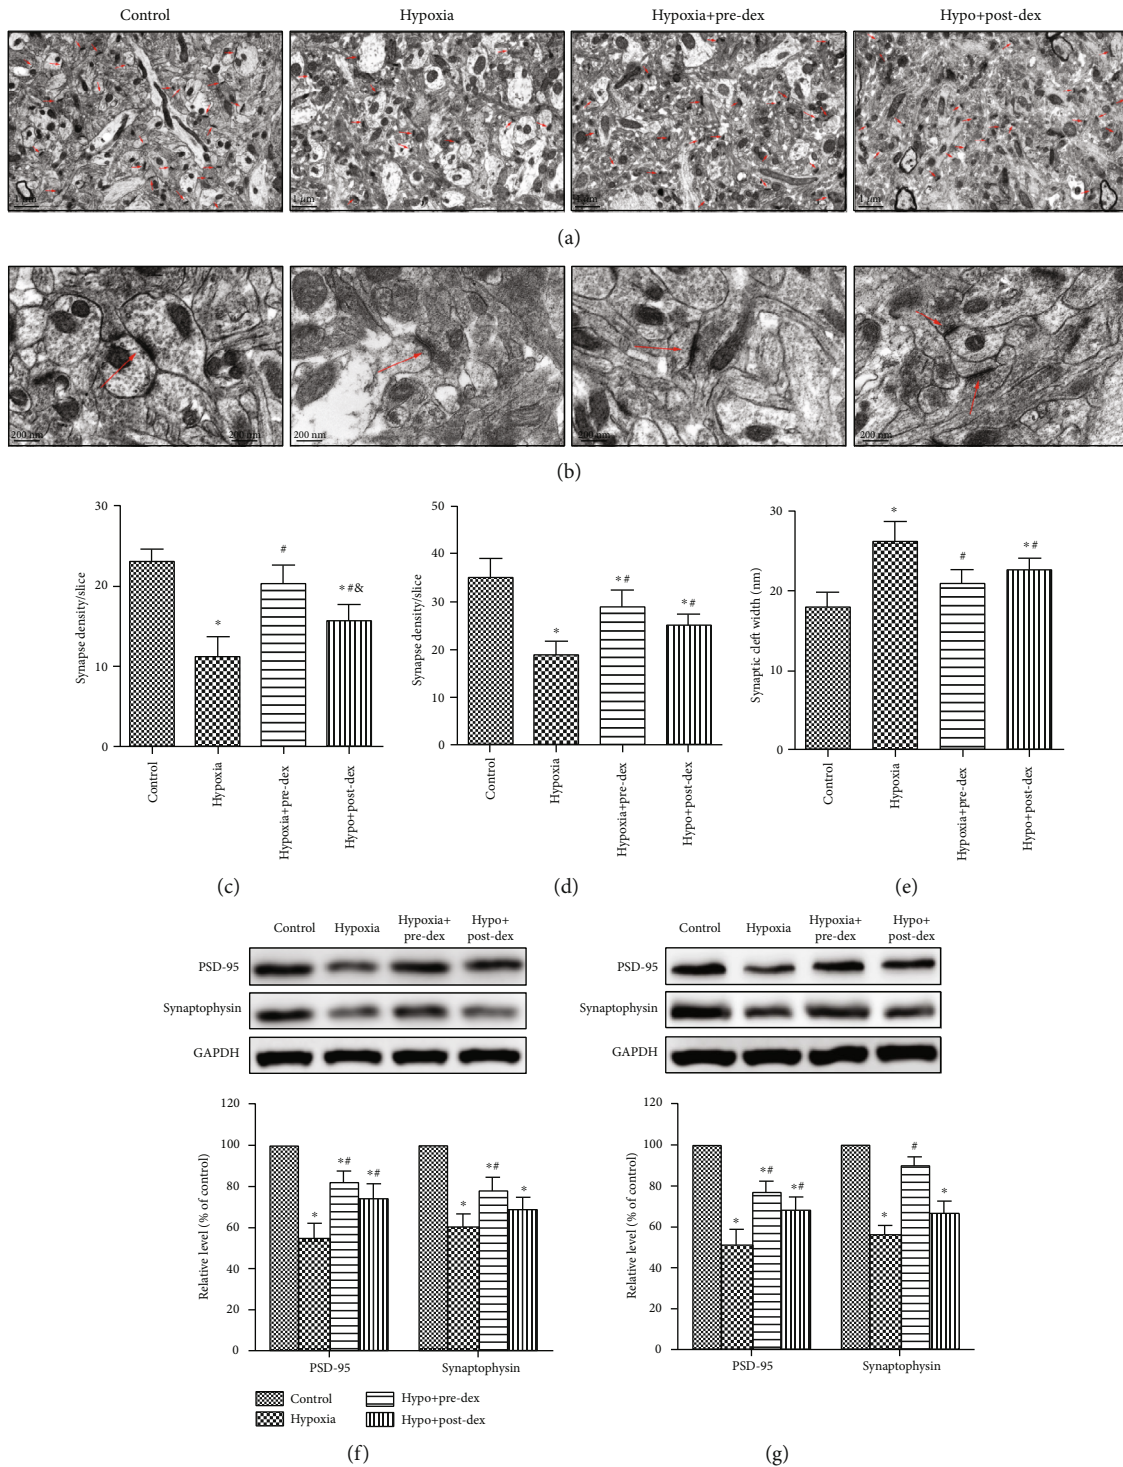 Control Hypoxia Hypoxia+pre-dex Hypo+post-dex
1 μm 1 μm 1 μm 1 μm
(a)
200 nm 200 nm 200 nm 200 nm 200 nm
(b)
30
20
10
0
Synapse density/slice
*
#
*#&
Control
Hypoxia
Hypoxia+pre-dex
Hypo+post-dex
(c)
50
40
30
20
10
0
Synapse density/slice
*
*#
*#
Control
Hypoxia
Hypoxia+pre-dex
Hypo+post-dex
(d)
30
20
10
0
Synaptic cleft width (nm)
*
#
*#
Control
Hypoxia
Hypoxia+pre-dex
Hypo+post-dex
(e)
Control Hypoxia Hypoxia+
pre-dex Hypo+
post-dex
PSD-95
Synaptophysin
GAPDH
120
100
80
60
40
20
0
Relative level (% of control)
*
*#
*#
*
*#
*
PSD-95 Synaptophysin
Control Hypo+pre-dex
Hypoxia Hypo+post-dex
(f)
Control Hypoxia Hypoxia+
pre-dex Hypo+
post-dex
PSD-95
Synaptophysin
GAPDH
120
100
80
60
40
20
0
Relative level (% of control)
*
*#
*#
*
#
*
PSD-95 Synaptophysin
(g)